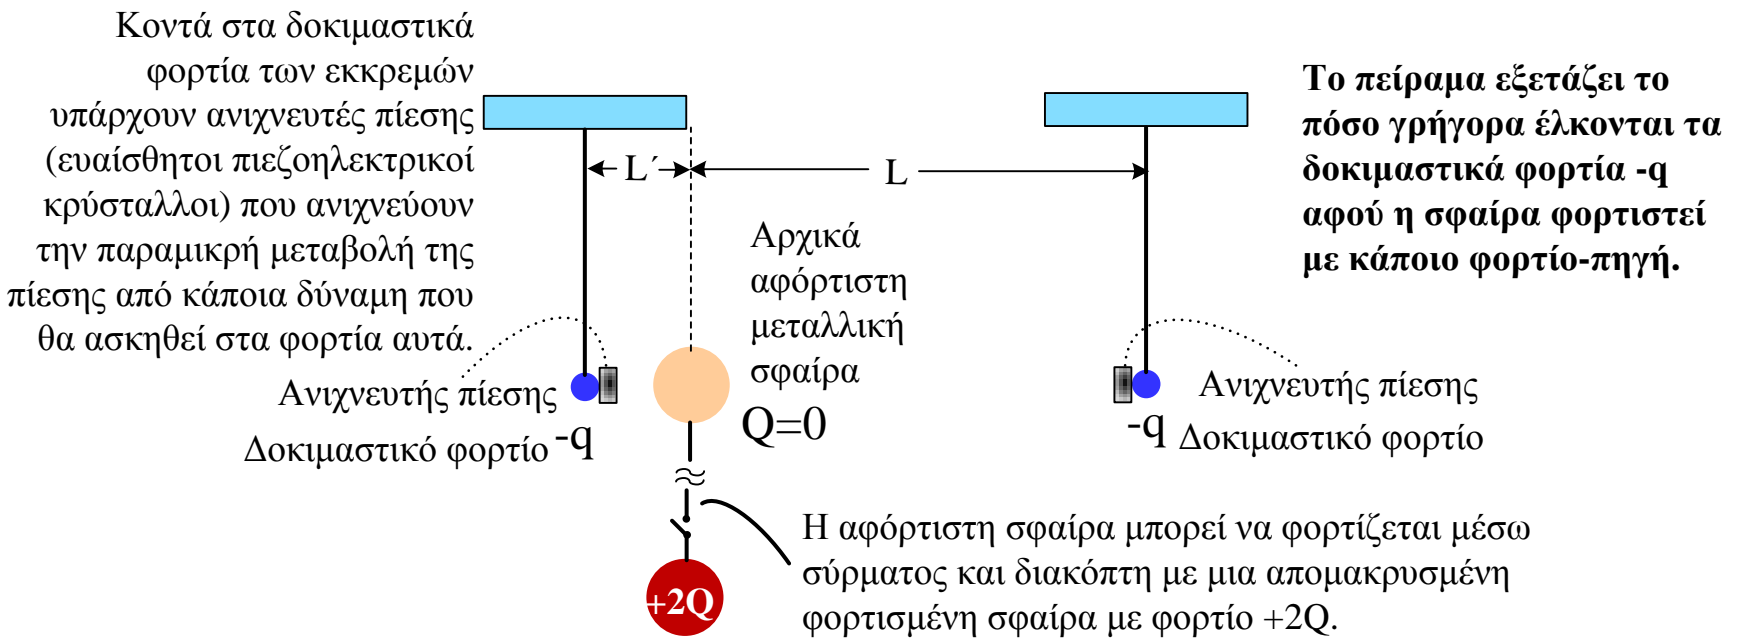 Κοντά στα δοκιμαστικά
φορτία των εκκρεμών
υπάρχουν ανιχνευτές πίεσης
(ευαίσθητοι πιεζοηλεκτρικοί
κρύσταλλοι) που ανιχνεύουν
την παραμικρή μεταβολή της
πίεσης από κάποια δύναμη που
θα ασκηθεί στα φορτία αυτά.
L΄
L
Το πείραμα εξετάζει το
πόσο γρήγορα έλκονται τα
δοκιμαστικά φορτία -q
αφού η σφαίρα φορτιστεί
με κάποιο φορτίο-πηγή.
Αρχικά
αφόρτιστη
μεταλλική
σφαίρα
Q=0
Ανιχνευτής πίεσης
Δοκιμαστικό φορτίο
-q
Ανιχνευτής πίεσης
-q
Δοκιμαστικό φορτίο
Η αφόρτιστη σφαίρα μπορεί να φορτίζεται μέσω
σύρματος και διακόπτη με μια απομακρυσμένη
φορτισμένη σφαίρα με φορτίο +2Q.
+2Q